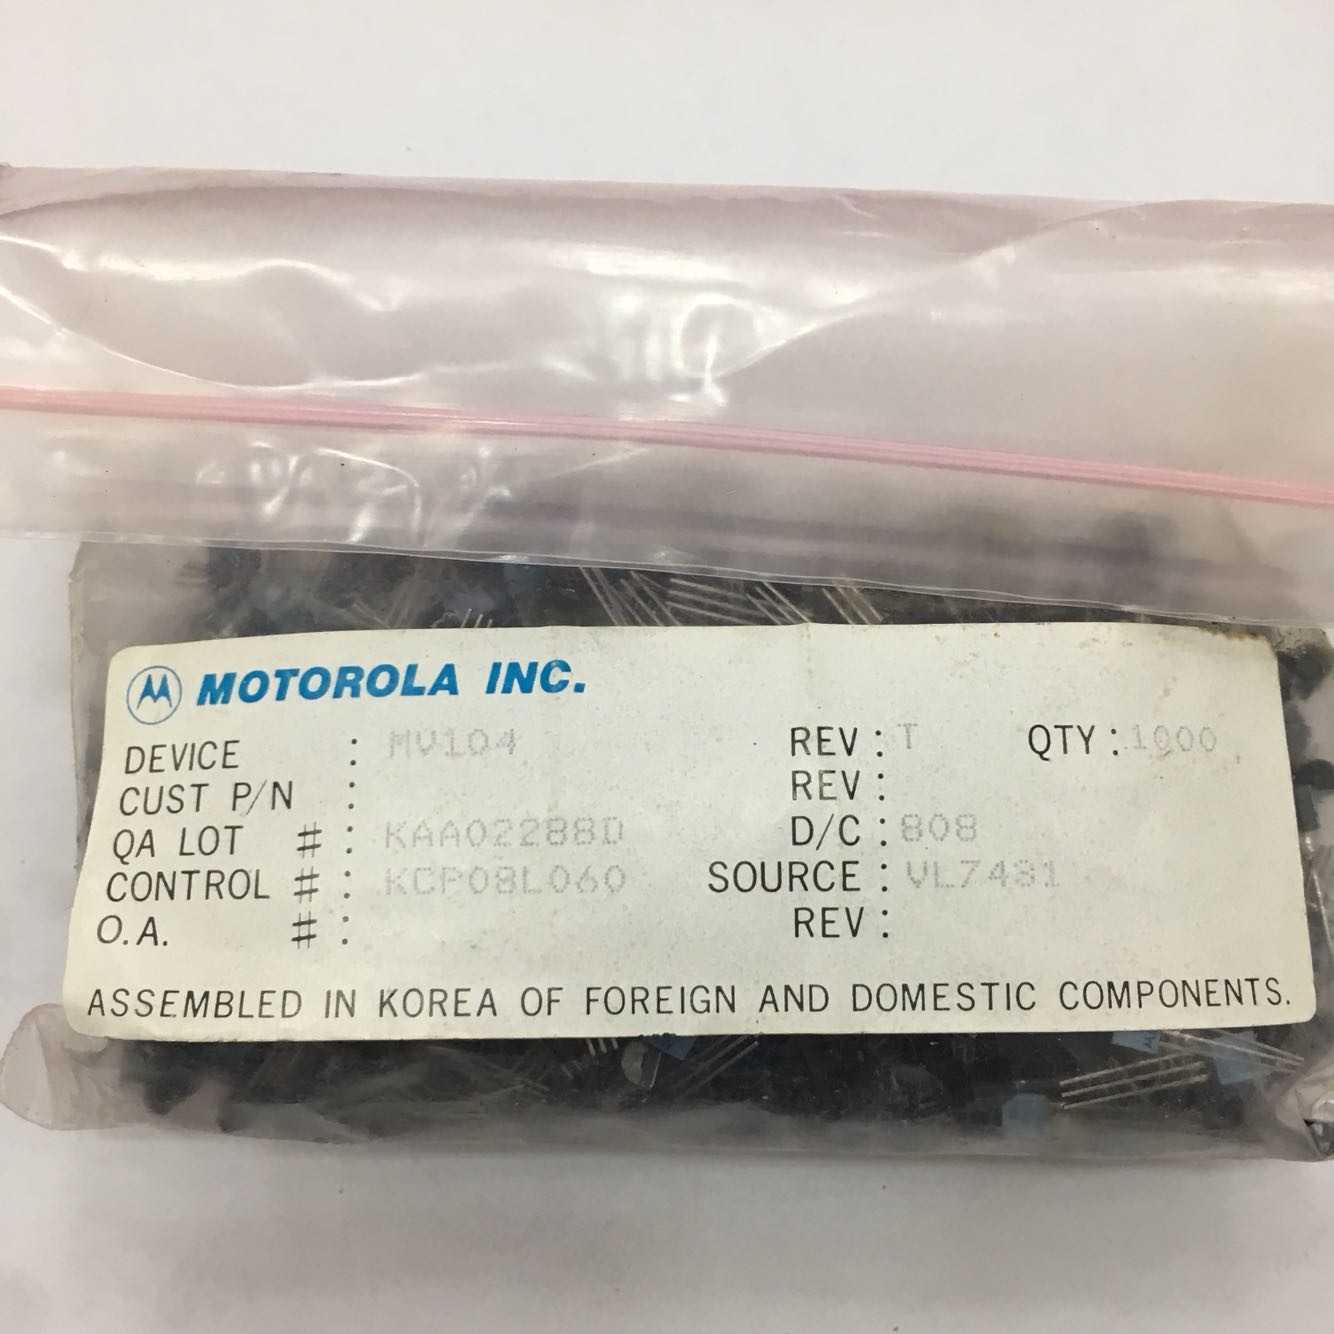 MOTOROLA INC.
DEVICE : MV104 REV : T QTY : 1000
CUST P/N : REV :
QA LOT # : KAA02288D D/C : 808
CONTROL # : KCP08L060 SOURCE : VL7431
O.A. # : REV :
ASSEMBLED IN KOREA OF FOREIGN AND DOMESTIC COMPONENTS.